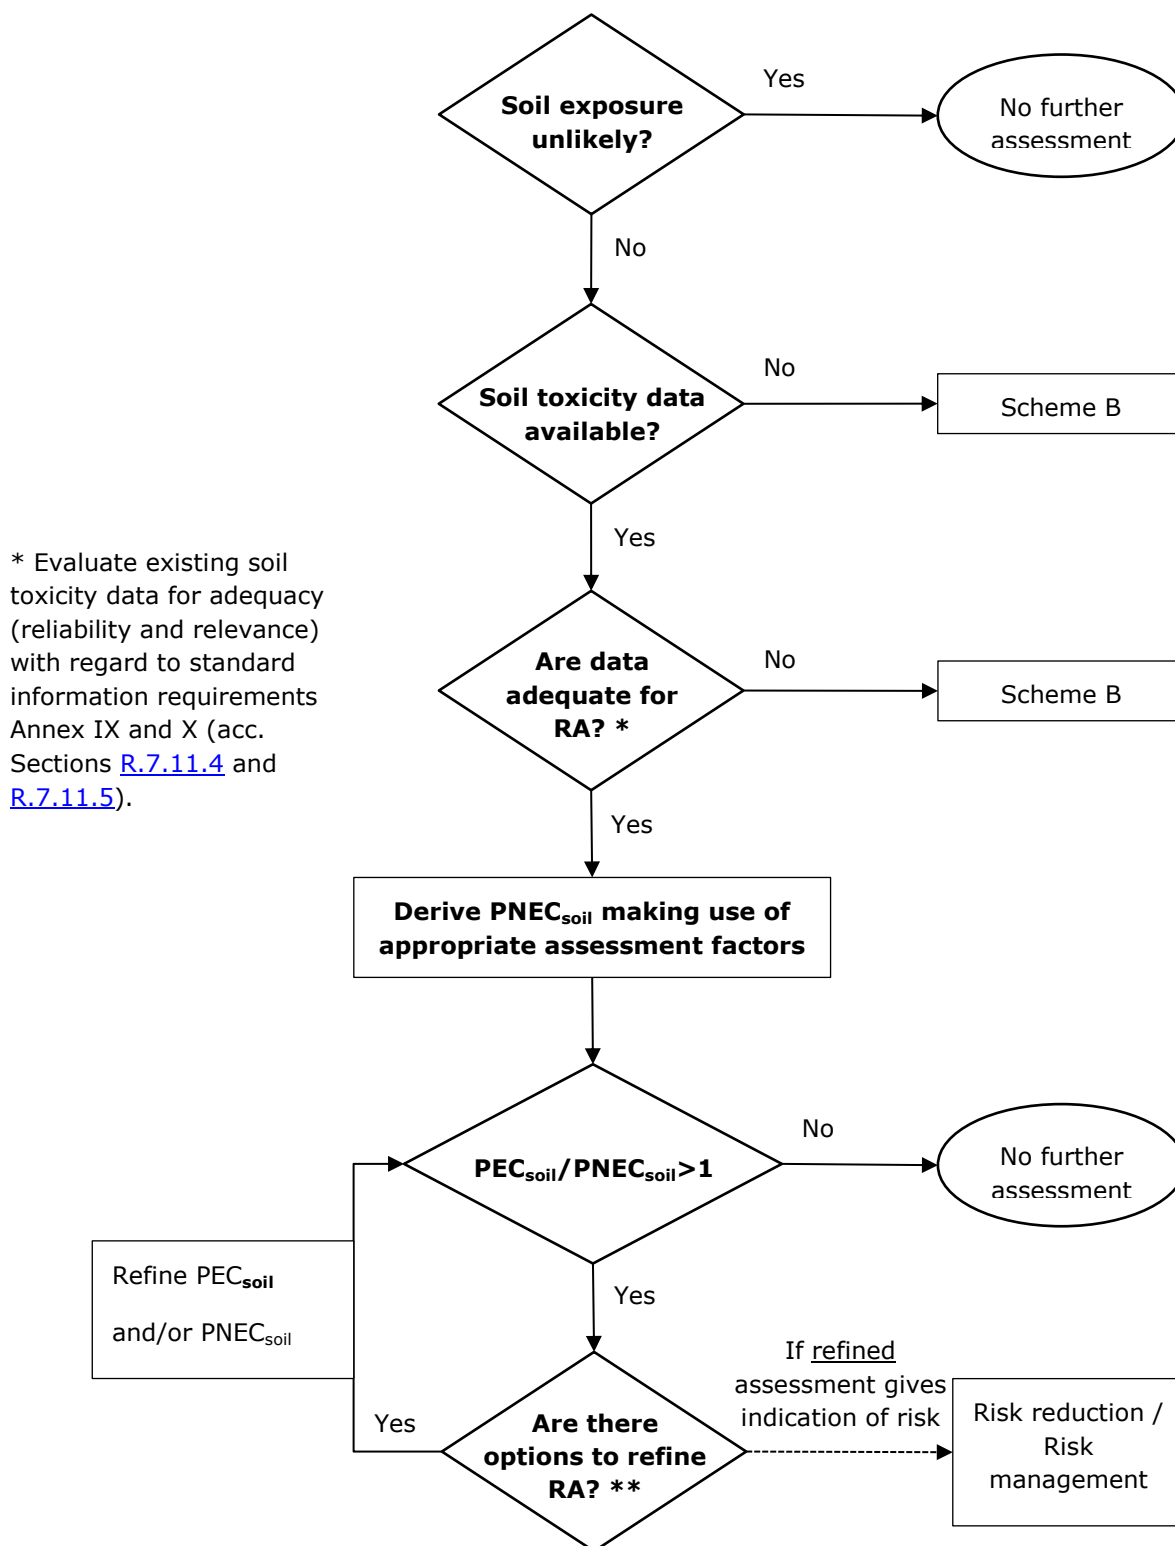 Soil exposure
unlikely?
Yes
No further
assessment
No
Soil toxicity data
available?
No
Scheme B
Yes
* Evaluate existing soil
toxicity data for adequacy
(reliability and relevance)
with regard to standard
information requirements
Annex IX and X (acc.
Sections R.7.11.4 and
R.7.11.5).
Are data
adequate for
RA? *
No
Scheme B
Yes
Derive PNECsoil making use of
appropriate assessment factors
PECsoil/PNECsoil>1
No
No further
assessment
Refine PECsoil
and/or PNECsoil
Yes
If refined
assessment gives
indication of risk
Yes
Are there
options to refine
RA? **
Risk reduction /
Risk
management